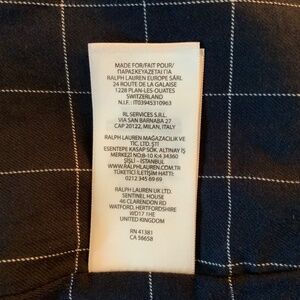 MADE FOR/FAIT POUR/
ΠΑΡΑΣΚΕΥΑΖΕΤΑΙ ΓΙΑ
RALPH LAUREN EUROPE SÀRL
24 ROUTE DE LA GALAISE
1228 PLAN-LES-OUATES
SWITZERLAND
N.I.F. : IT03945310963
RL SERVICES S.R.L.
VIA SAN BARNABA 27
CAP 20122, MILAN, ITALY
RALPH LAUREN MAĞAZACILIK VE
TİC. LTD. ŞTİ
ESENTEPE KASAP SOK. ALTINAY İŞ
MERKEZİ NO:8-10 K:4 34360
ŞİŞLİ - İSTANBUL
WWW.RALPHLAUREN.COM.TR
TÜKETİCİ İLETİŞİM HATTI:
0212 345 69 69
RALPH LAUREN UK LTD.
SENTINEL HOUSE
46 CLARENDON RD
WATFORD, HERTFORDSHIRE
WD17 1HE
UNITED KINGDOM
RN 41381
CA 56658